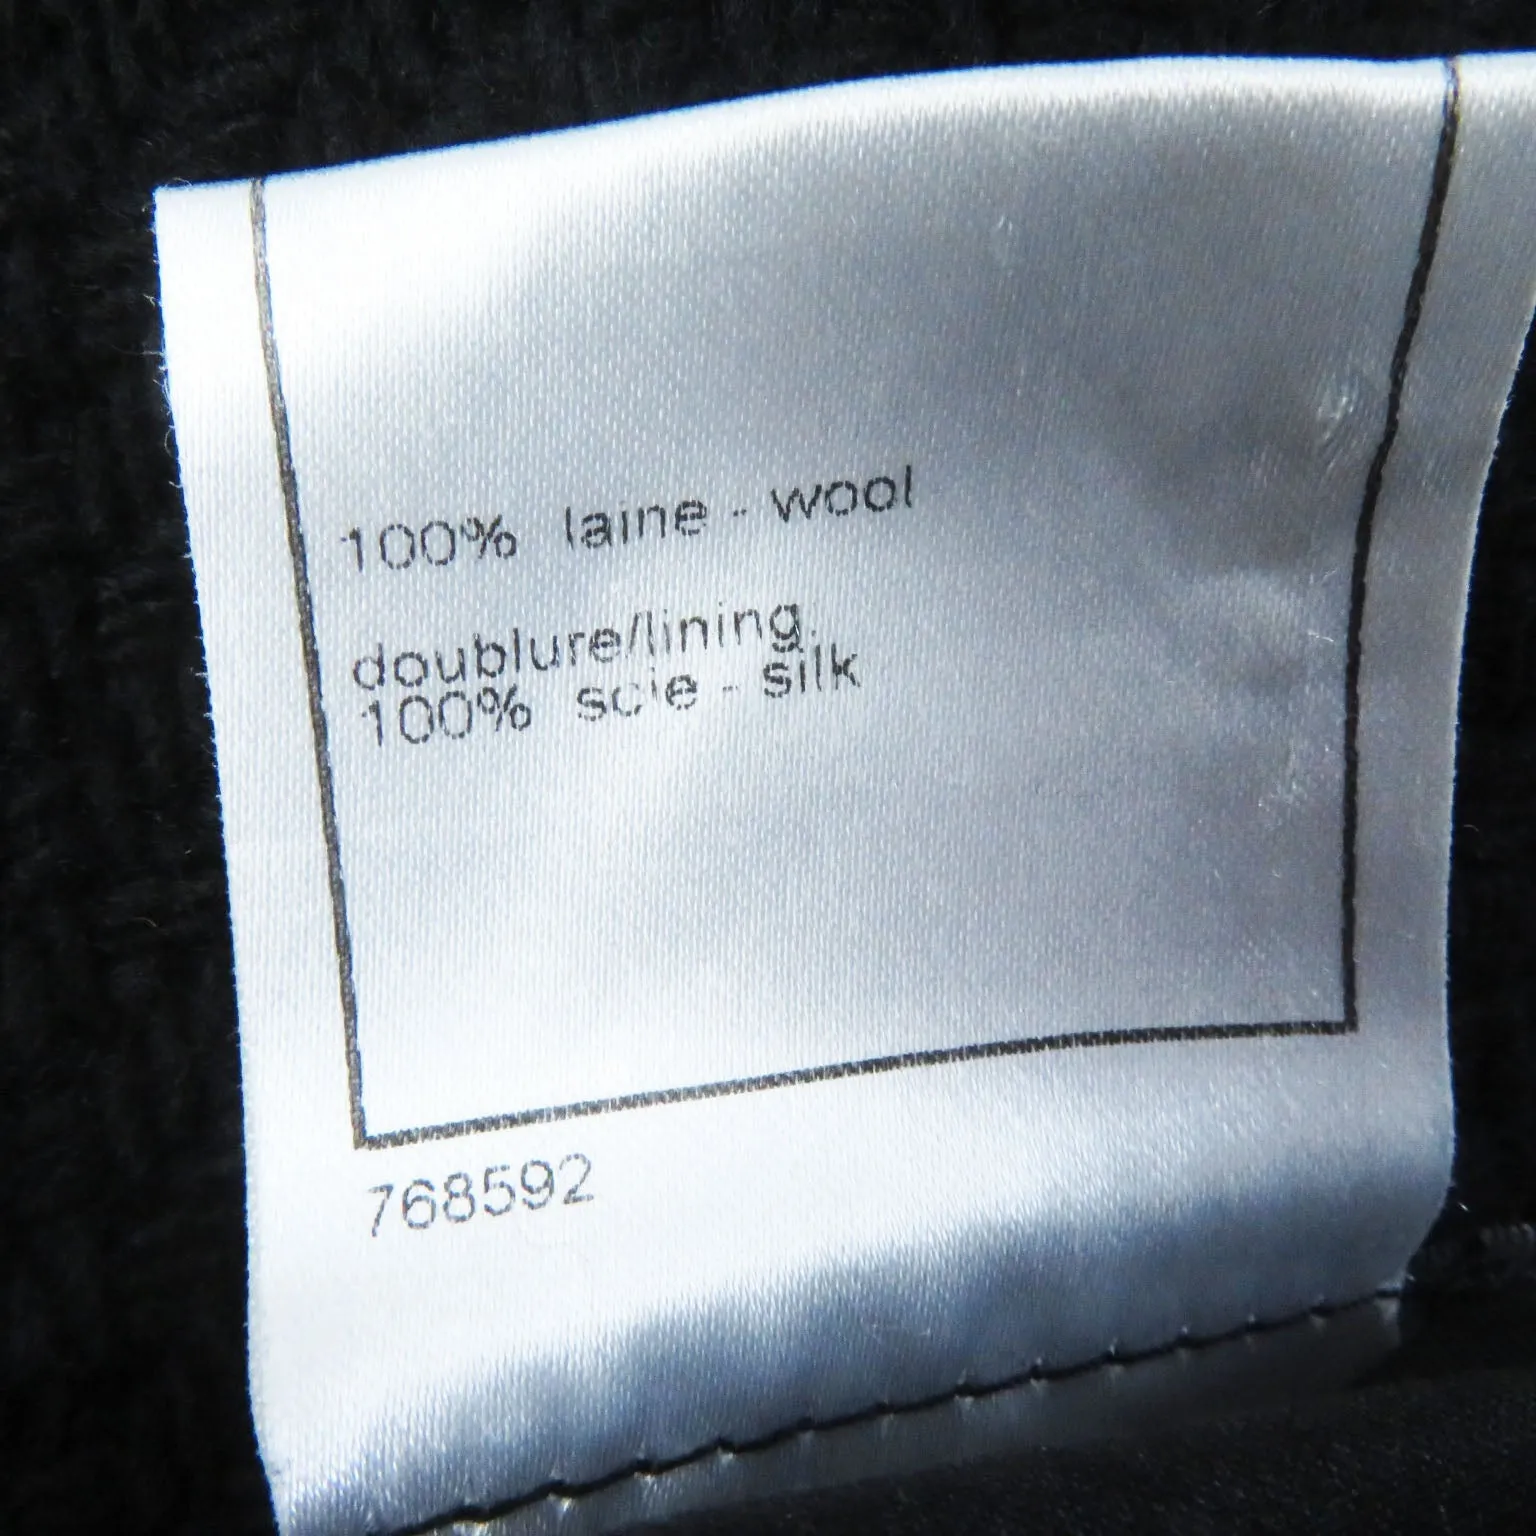 100% laine - wool
doublure/lining:
100% soie - silk
768592